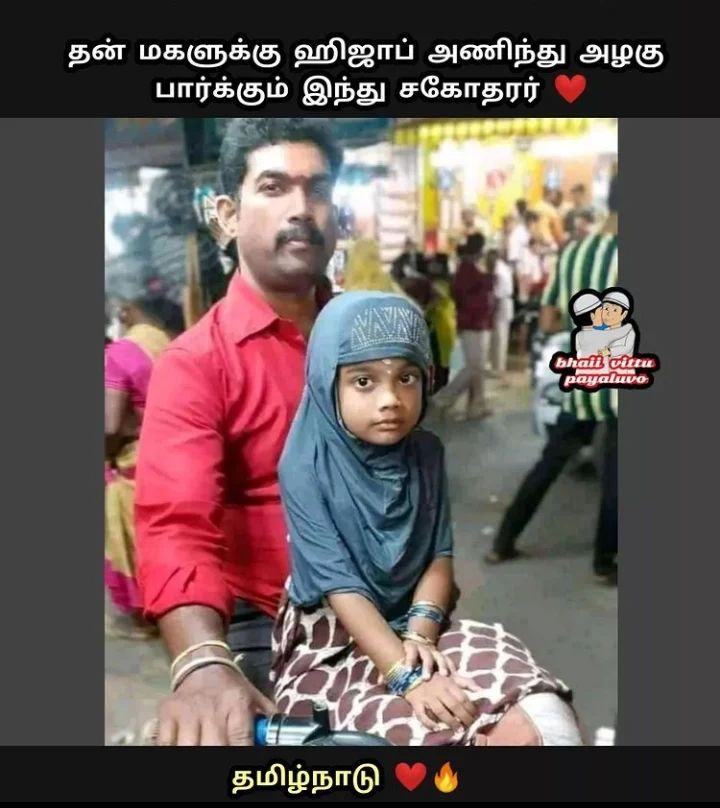 தன் மகளுக்கு ஹிஜாப் அணிந்து அழகு
பார்க்கும் இந்து சகோதரர் ❤️
bhaii vittu
payaluvo
தமிழ்நாடு ❤️🔥